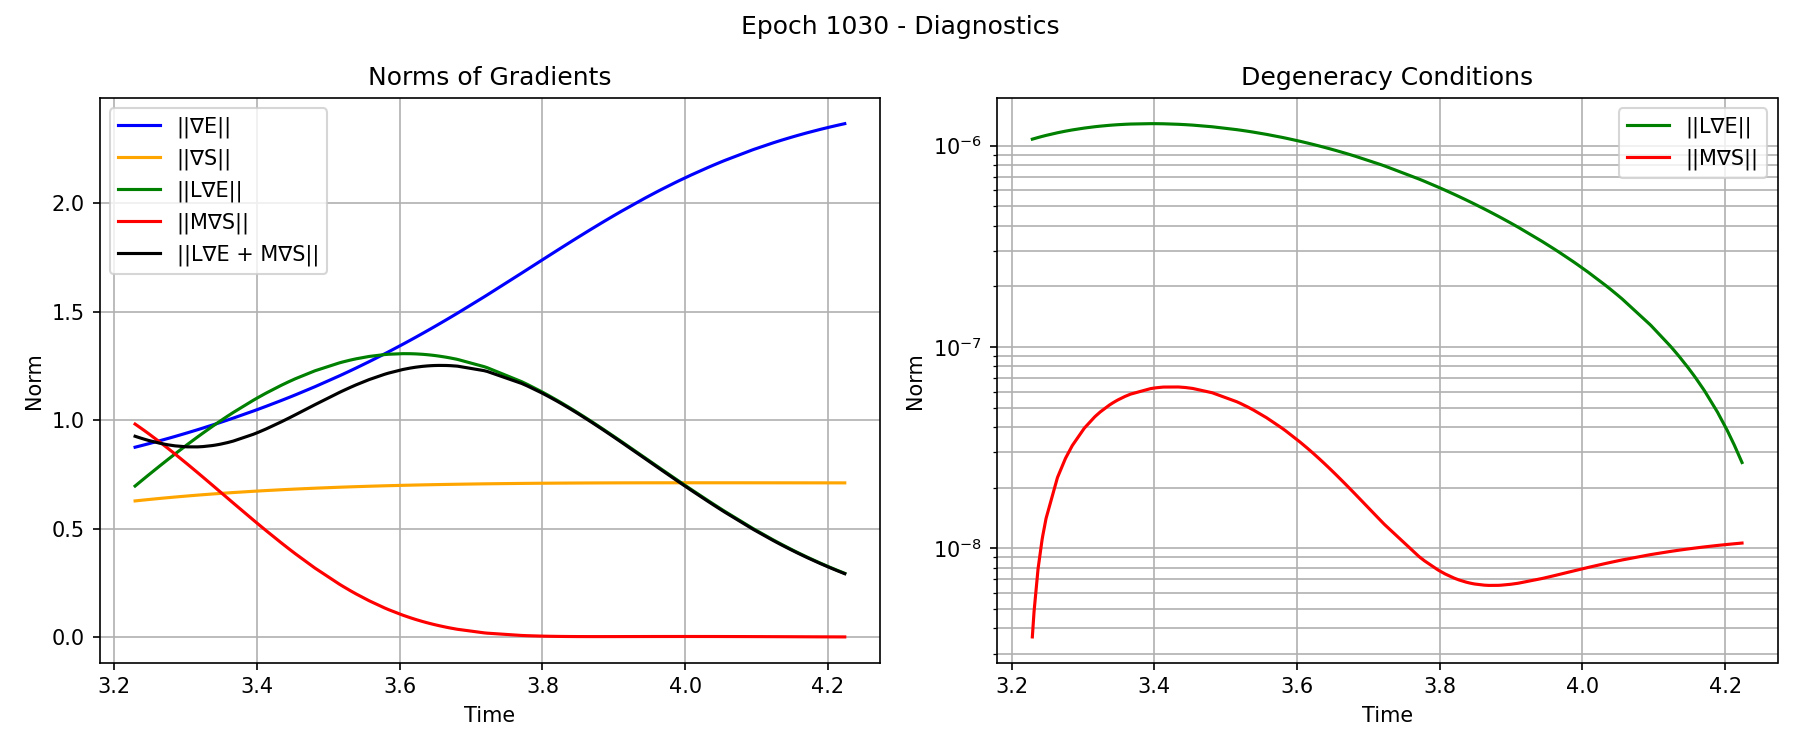 Epoch 1030 - Diagnostics
Norms of Gradients
||∇E||
||∇S||
||L∇E||
||M∇S||
||L∇E + M∇S||
2.0
1.5
1.0
0.5
0.0
Norm
3.2 3.4 3.6 3.8 4.0 4.2
Time
Degeneracy Conditions
||L∇E||
||M∇S||
10⁻⁶
10⁻⁷
10⁻⁸
Norm
3.2 3.4 3.6 3.8 4.0 4.2
Time